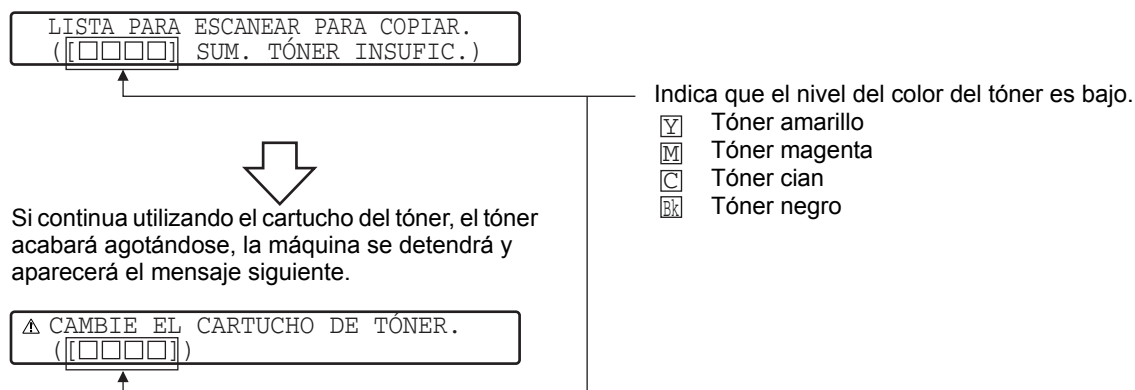 LISTA PARA ESCANEAR PARA COPIAR.
([□□□□] SUM. TÓNER INSUFIC.)
Indica que el nivel del color del tóner es bajo.
Y Tóner amarillo
M Tóner magenta
C Tóner cian
Bk Tóner negro
Si continua utilizando el cartucho del tóner, el tóner
acabará agotándose, la máquina se detendrá y
aparecerá el mensaje siguiente.
⚠ CAMBIE EL CARTUCHO DE TÓNER.
([□□□□])